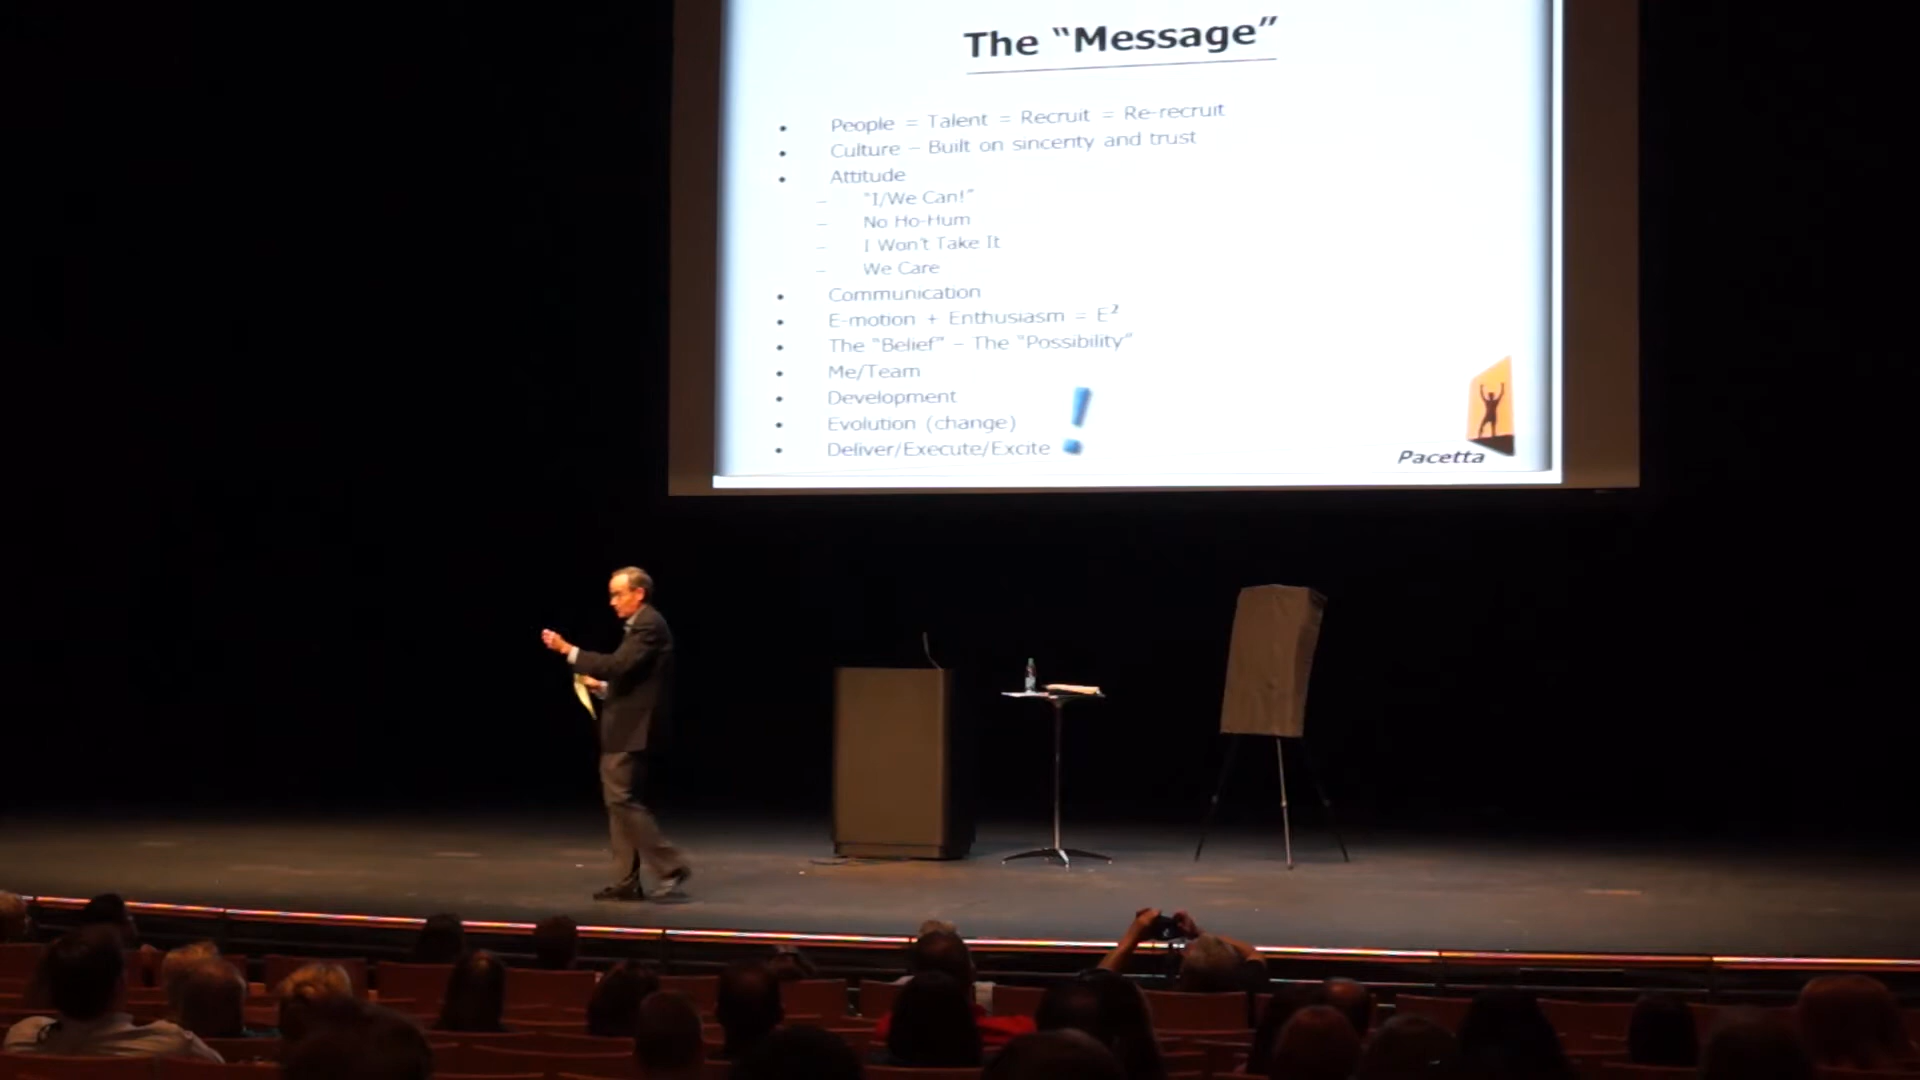 The “Message”
• People = Talent = Recruit = Re-recruit
• Culture – Built on sincerity and trust
• Attitude
– “I/We Can!”
– No Ho-Hum
– I Won't Take It
– We Care
• Communication
• E-motion + Enthusiasm = E²
• The “Belief” – The “Possibility”
• Me/Team
• Development
• Evolution (change)
• Deliver/Execute/Excite !
Pacetta